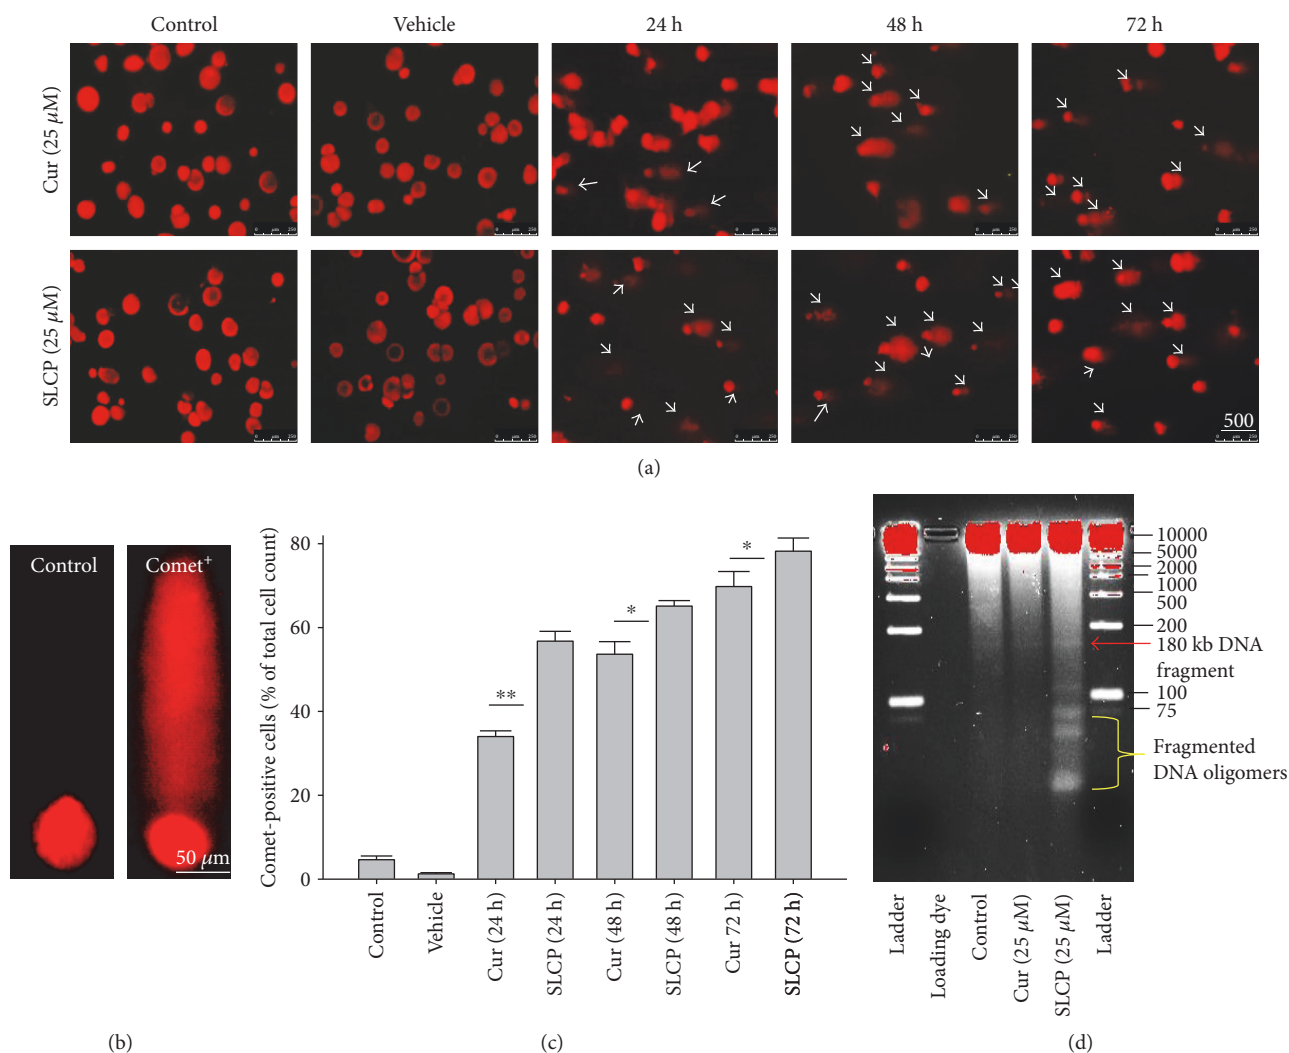 Control
Vehicle
24 h
48 h
72 h
Cur (25 µM)
SLCP (25 µM)
500
(a)
Control
Comet+
50 µm
(b)
Comet-positive cells (% of total cell count)
80
60
40
20
0
**
*
*
Control
Vehicle
Cur (24 h)
SLCP (24 h)
Cur (48 h)
SLCP (48 h)
Cur 72 h)
SLCP (72 h)
(c)
10000
5000
2000
1000
500
200
180 kb DNA
fragment
100
75
Fragmented
DNA oligomers
Ladder
Loading dye
Control
Cur (25 µM)
SLCP (25 µM)
Ladder
(d)